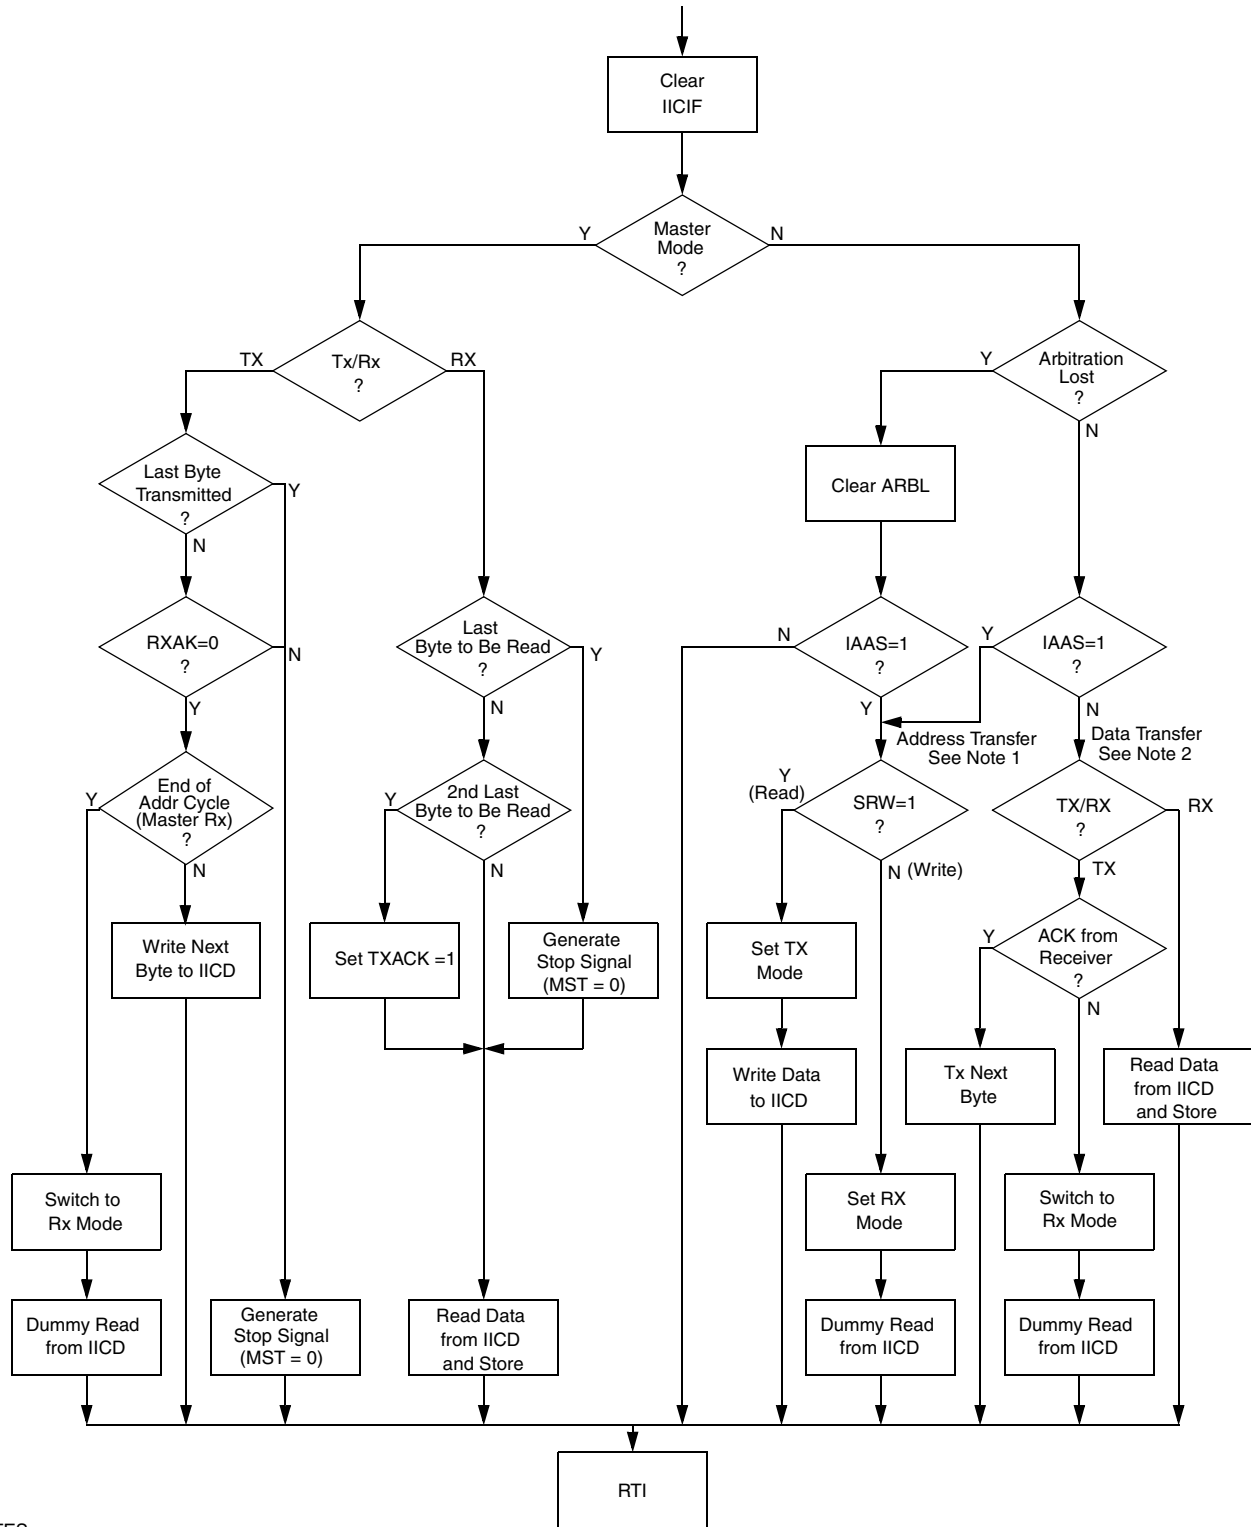 Clear
IICIF
Master
Mode
?
Y
N
Tx/Rx
?
TX
RX
Arbitration
Lost
?
Y
N
Last Byte
Transmitted
?
Y
N
Clear ARBL
RXAK=0
?
N
Y
Last
Byte to Be Read
?
Y
N
IAAS=1
?
N
Y
IAAS=1
?
Y
N
Address Transfer
See Note 1
Data Transfer
See Note 2
End of
Addr Cycle
(Master Rx)
?
Y
N
2nd Last
Byte to Be Read
?
Y
N
Y
(Read)
SRW=1
?
N (Write)
TX/RX
?
RX
TX
Write Next
Byte to IICD
Set TXACK =1
Generate
Stop Signal
(MST = 0)
Set TX
Mode
ACK from
Receiver
?
Y
N
Write Data
to IICD
Tx Next
Byte
Read Data
from IICD
and Store
Switch to
Rx Mode
Set RX
Mode
Switch to
Rx Mode
Dummy Read
from IICD
Generate
Stop Signal
(MST = 0)
Read Data
from IICD
and Store
Dummy Read
from IICD
Dummy Read
from IICD
RTI